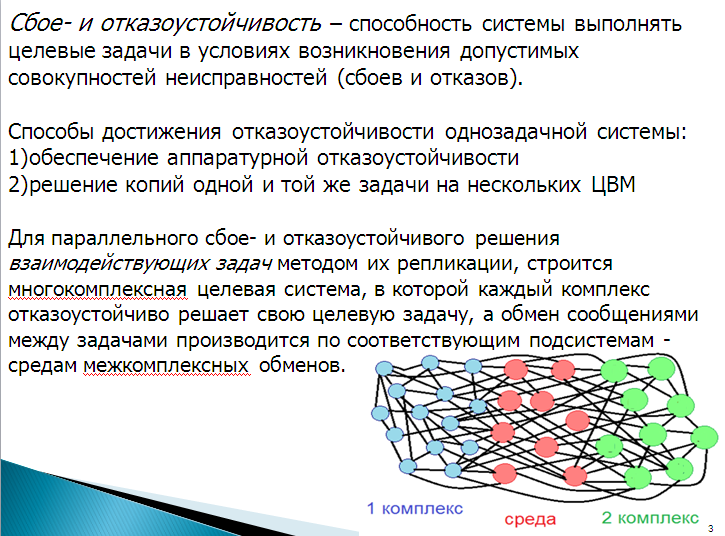 Сбое- и отказоустойчивость – способность системы выполнять
целевые задачи в условиях возникновения допустимых
совокупностей неисправностей (сбоев и отказов).
Способы достижения отказоустойчивости однозадачной системы:
1)обеспечение аппаратурной отказоустойчивости
2)решение копий одной и той же задачи на нескольких ЦВМ
Для параллельного сбое- и отказоустойчивого решения
взаимодействующих задач методом их репликации, строится
многокомплексная целевая система, в которой каждый комплекс
отказоустойчиво решает свою целевую задачу, а обмен сообщениями
между задачами производится по соответствующим подсистемам -
средам межкомплексных обменов.
1 комплекс
среда
2 комплекс
3